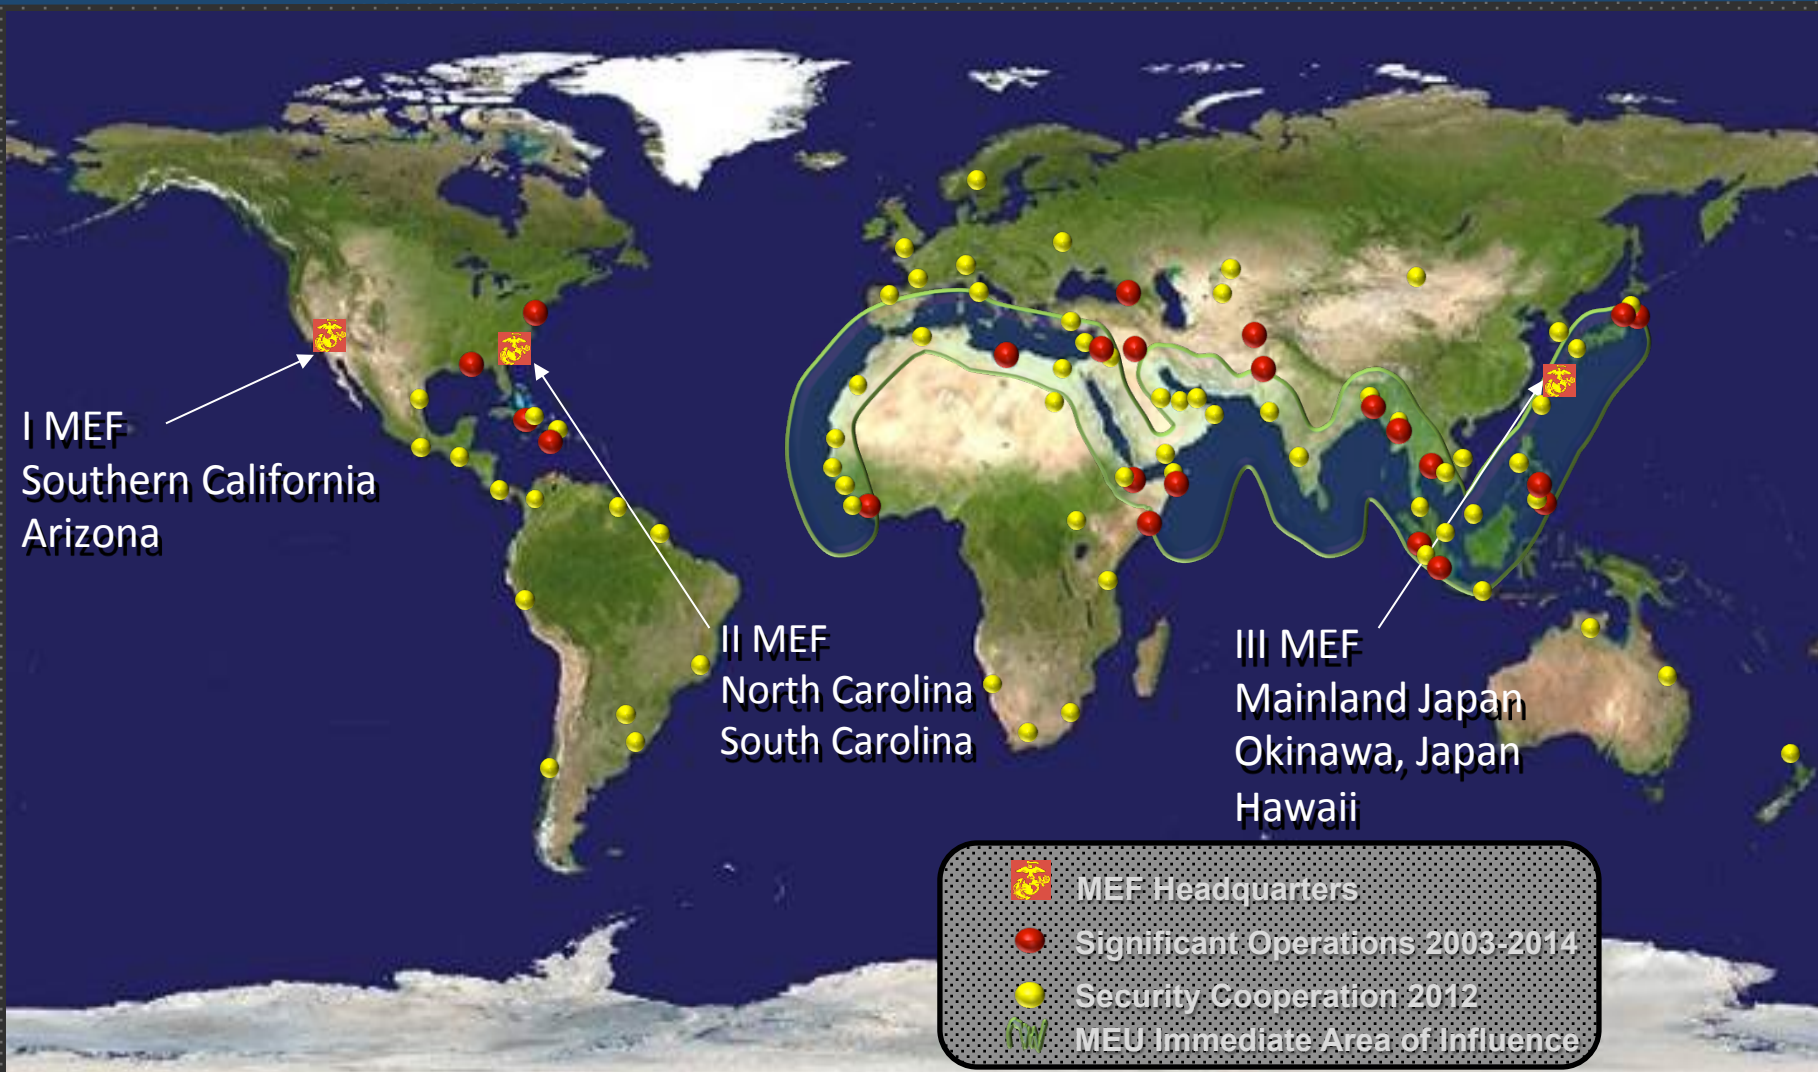 I MEF
Southern California
Arizona
II MEF
North Carolina
South Carolina
III MEF
Mainland Japan
Okinawa, Japan
Hawaii
MEF Headquarters
Significant Operations 2003-2014
Security Cooperation 2012
MEU Immediate Area of Influence